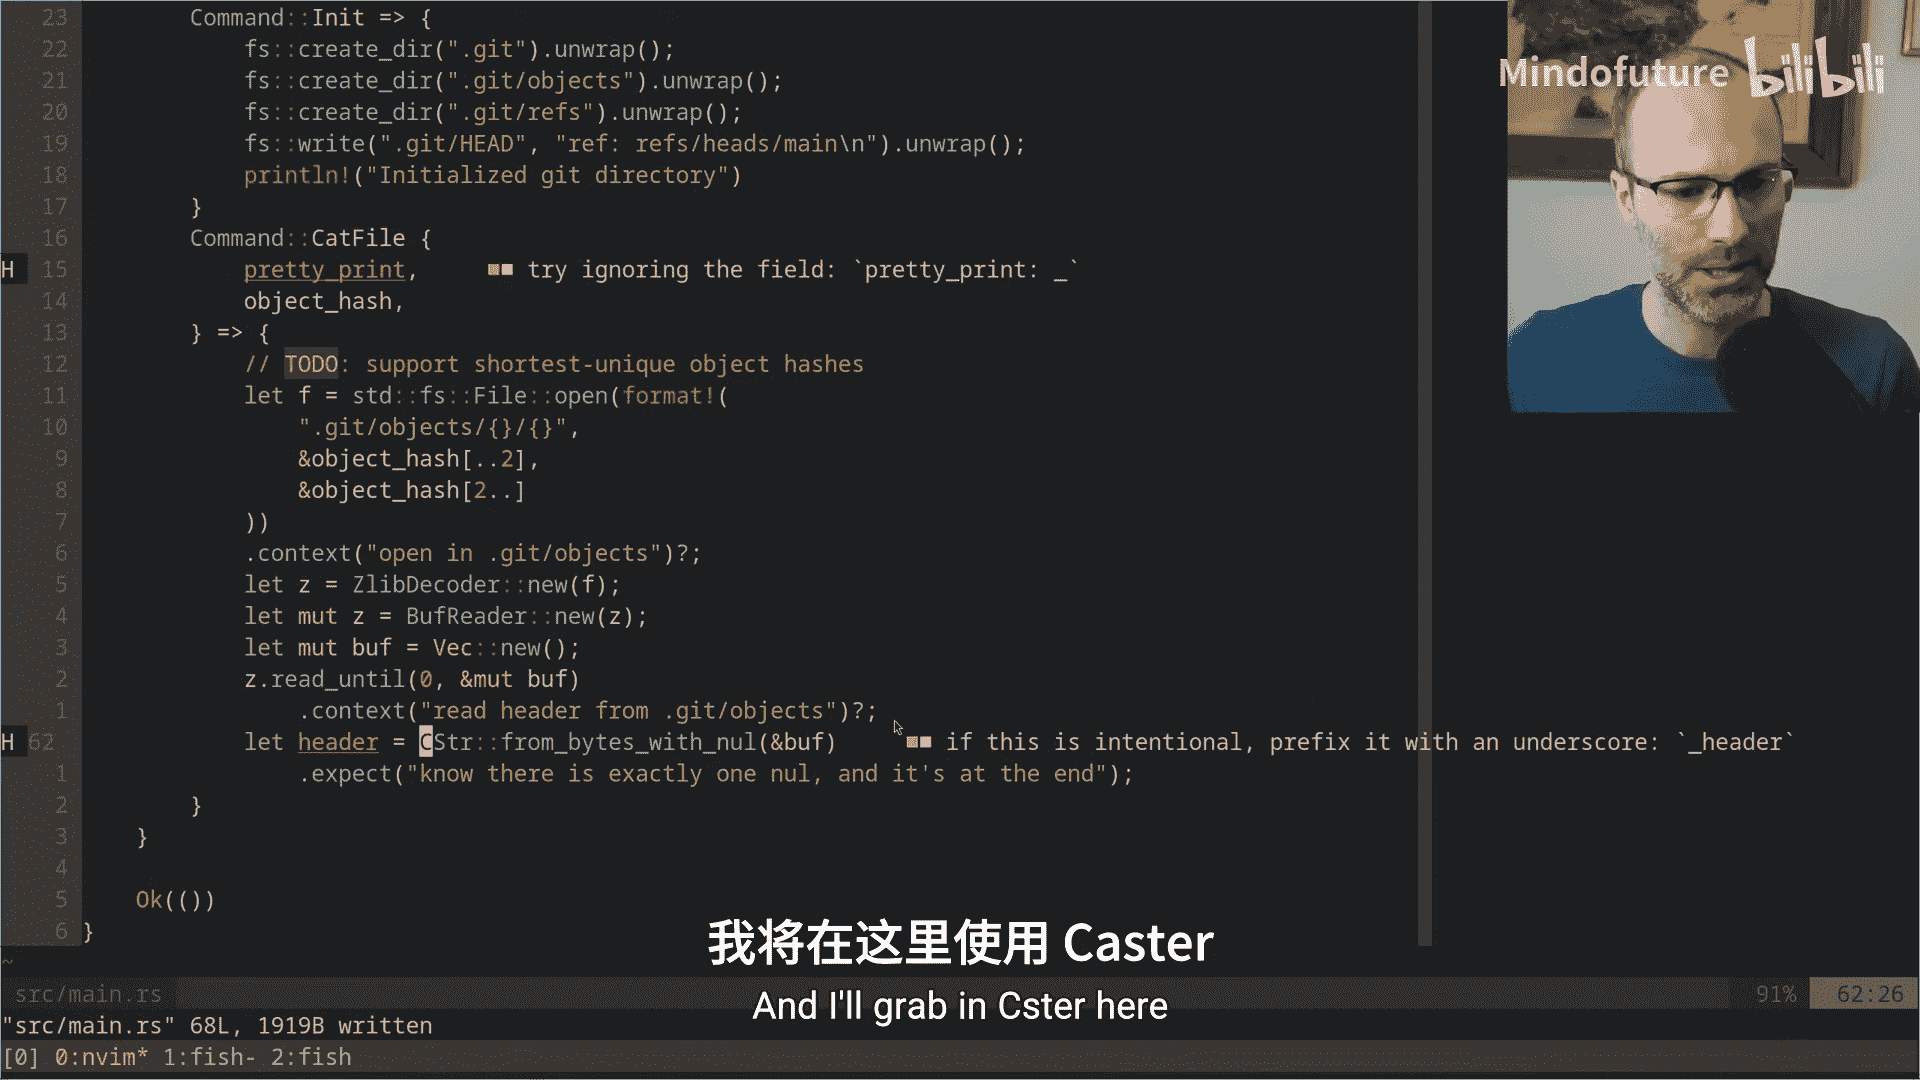 23 Command::Init => {
22 fs::create_dir(".git").unwrap();
21 fs::create_dir(".git/objects").unwrap();
20 fs::create_dir(".git/refs").unwrap();
19 fs::write(".git/HEAD", "ref: refs/heads/main\n").unwrap();
18 println!("Initialized git directory")
17 }
16 Command::CatFile {
H 15 pretty_print, ■■ try ignoring the field: `pretty_print: _`
14 object_hash,
13 } => {
12 // TODO: support shortest-unique object hashes
11 let f = std::fs::File::open(format!(
10 ".git/objects/{}/{}",
9 &object_hash[..2],
8 &object_hash[2..]
7 ))
6 .context("open in .git/objects")?;
5 let z = ZlibDecoder::new(f);
4 let mut z = BufReader::new(z);
3 let mut buf = Vec::new();
2 z.read_until(0, &mut buf)
1 .context("read header from .git/objects")?;
H 62 let header = CStr::from_bytes_with_nul(&buf) ■■ if this is intentional, prefix it with an underscore: `_header`
1 .expect("know there is exactly one nul, and it's at the end");
2 }
3 }
4
5 Ok(())
6 }
~
src/main.rs 91% 62:26
"src/main.rs" 68L, 1919B written
[0] 0:nvim* 1:fish- 2:fish
Mindofuture bilibili
我将在这里使用 Caster
And I'll grab in Cster here